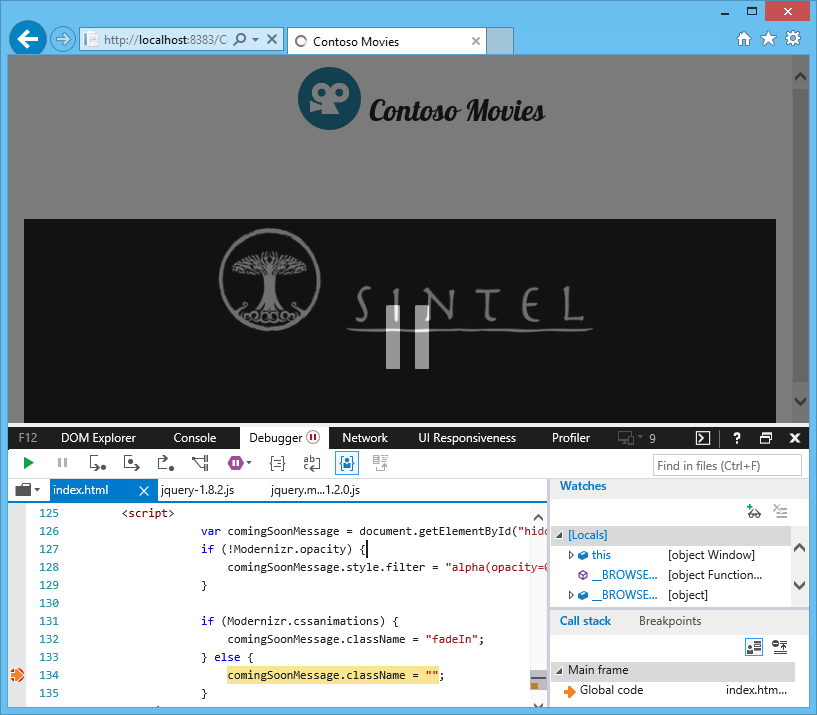 http://localhost:8383/C
Contoso Movies
Contoso Movies
SINTEL
F12 DOM Explorer Console Debugger Network UI Responsiveness Profiler 9 ?
Find in files (Ctrl+F)
index.html jquery-1.8.2.js jquery.m...1.2.0.js
125 <script>
126 var comingSoonMessage = document.getElementById("hidd
127 if (!Modernizr.opacity) {
128 comingSoonMessage.style.filter = "alpha(opacity=0
129 }
130
131 if (Modernizr.cssanimations) {
132 comingSoonMessage.className = "fadeIn";
133 } else {
134 comingSoonMessage.className = "";
135 }
Watches
[Locals]
this [object Window]
__BROWSE... [object Function...
__BROWSE... [object]
Call stack Breakpoints
Main frame
Global code index.htm...